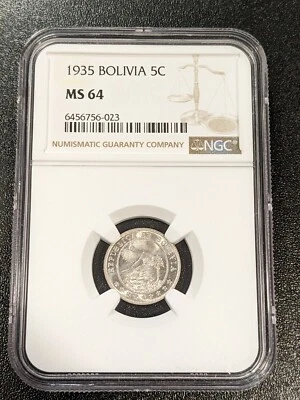 1935 BOLIVIA 5C
MS 64
6456756-023
NUMISMATIC GUARANTY COMPANY
NGC